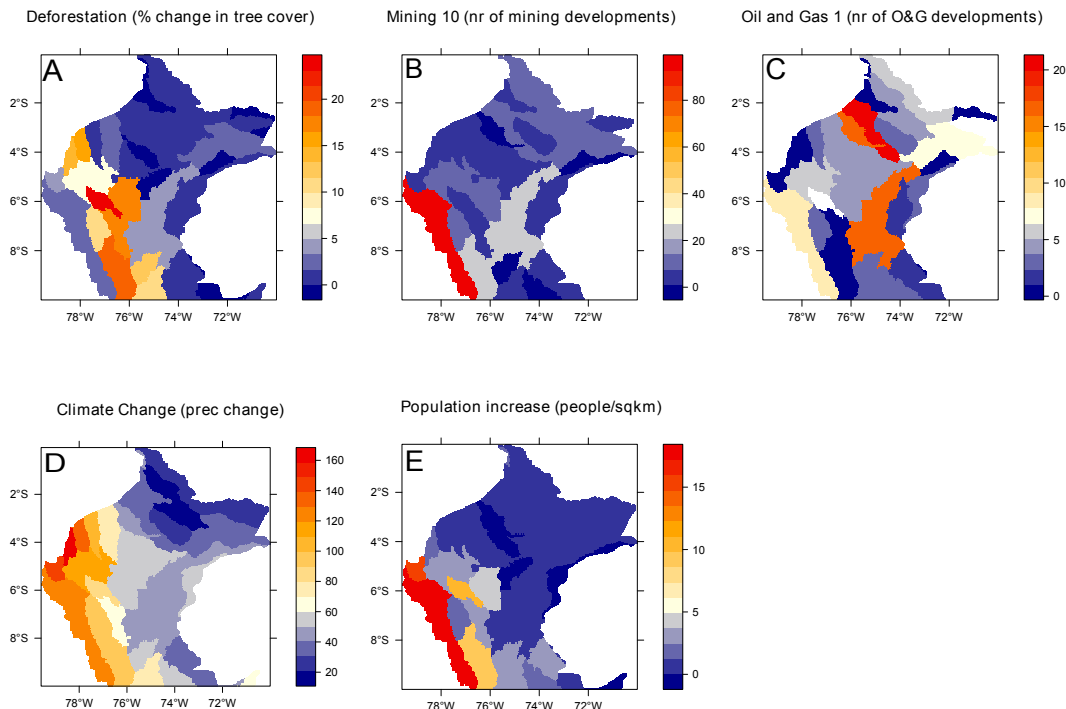 Deforestation (% change in tree cover)
A
2°S
4°S
6°S
8°S
78°W 76°W 74°W 72°W
20
15
10
5
0
Mining 10 (nr of mining developments)
B
2°S
4°S
6°S
8°S
78°W 76°W 74°W 72°W
80
60
40
20
0
Oil and Gas 1 (nr of O&G developments)
C
2°S
4°S
6°S
8°S
78°W 76°W 74°W 72°W
20
15
10
5
0
Climate Change (prec change)
D
2°S
4°S
6°S
8°S
78°W 76°W 74°W 72°W
160
140
120
100
80
60
40
20
Population increase (people/sqkm)
E
2°S
4°S
6°S
8°S
78°W 76°W 74°W 72°W
15
10
5
0